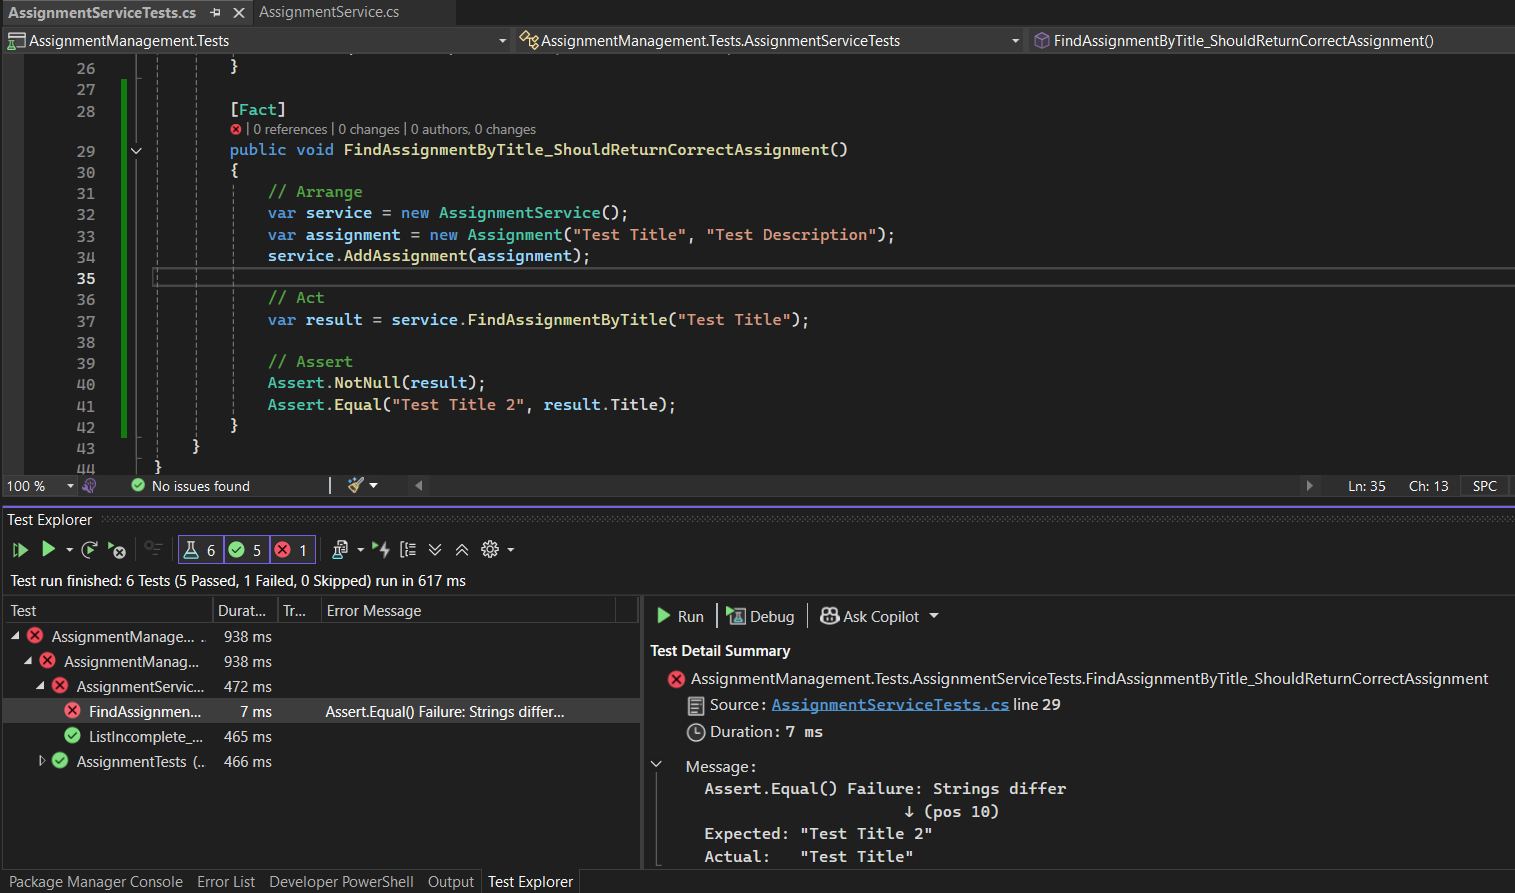 AssignmentServiceTests.cs AssignmentService.cs
AssignmentManagement.Tests AssignmentManagement.Tests.AssignmentServiceTests FindAssignmentByTitle_ShouldReturnCorrectAssignment()
26 }
27
28 [Fact]
| 0 references | 0 changes | 0 authors, 0 changes
29 public void FindAssignmentByTitle_ShouldReturnCorrectAssignment()
30 {
31 // Arrange
32 var service = new AssignmentService();
33 var assignment = new Assignment("Test Title", "Test Description");
34 service.AddAssignment(assignment);
35
36 // Act
37 var result = service.FindAssignmentByTitle("Test Title");
38
39 // Assert
40 Assert.NotNull(result);
41 Assert.Equal("Test Title 2", result.Title);
42 }
43 }
44 }
100 % No issues found Ln: 35 Ch: 13 SPC
Test Explorer
6 5 1
Test run finished: 6 Tests (5 Passed, 1 Failed, 0 Skipped) run in 617 ms
Test Durat... Tr... Error Message
AssignmentManage... .. 938 ms
AssignmentManag... 938 ms
AssignmentServic... 472 ms
FindAssignmen... 7 ms Assert.Equal() Failure: Strings differ...
ListIncomplete_... 465 ms
AssignmentTests (.. 466 ms
Run Debug Ask Copilot
Test Detail Summary
AssignmentManagement.Tests.AssignmentServiceTests.FindAssignmentByTitle_ShouldReturnCorrectAssignment
Source: AssignmentServiceTests.cs line 29
Duration: 7 ms
Message:
Assert.Equal() Failure: Strings differ
↓ (pos 10)
Expected: "Test Title 2"
Actual: "Test Title"
Package Manager Console Error List Developer PowerShell Output Test Explorer